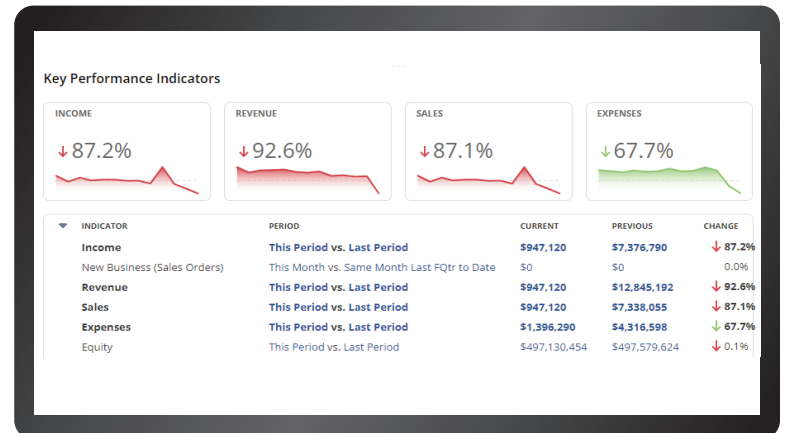 Key Performance Indicators
INCOME REVENUE SALES EXPENSES
↓ 87.2% ↓ 92.6% ↓ 87.1% ↓ 67.7%
INDICATOR PERIOD CURRENT PREVIOUS CHANGE
Income This Period vs. Last Period $947,120 $7,376,790 ↓ 87.2%
New Business (Sales Orders) This Month vs. Same Month Last FQtr to Date $0 $0 0.0%
Revenue This Period vs. Last Period $947,120 $12,845,192 ↓ 92.6%
Sales This Period vs. Last Period $947,120 $7,338,055 ↓ 87.1%
Expenses This Period vs. Last Period $1,396,290 $4,316,598 ↓ 67.7%
Equity This Period vs. Last Period $497,130,454 $497,579,624 ↓ 0.1%